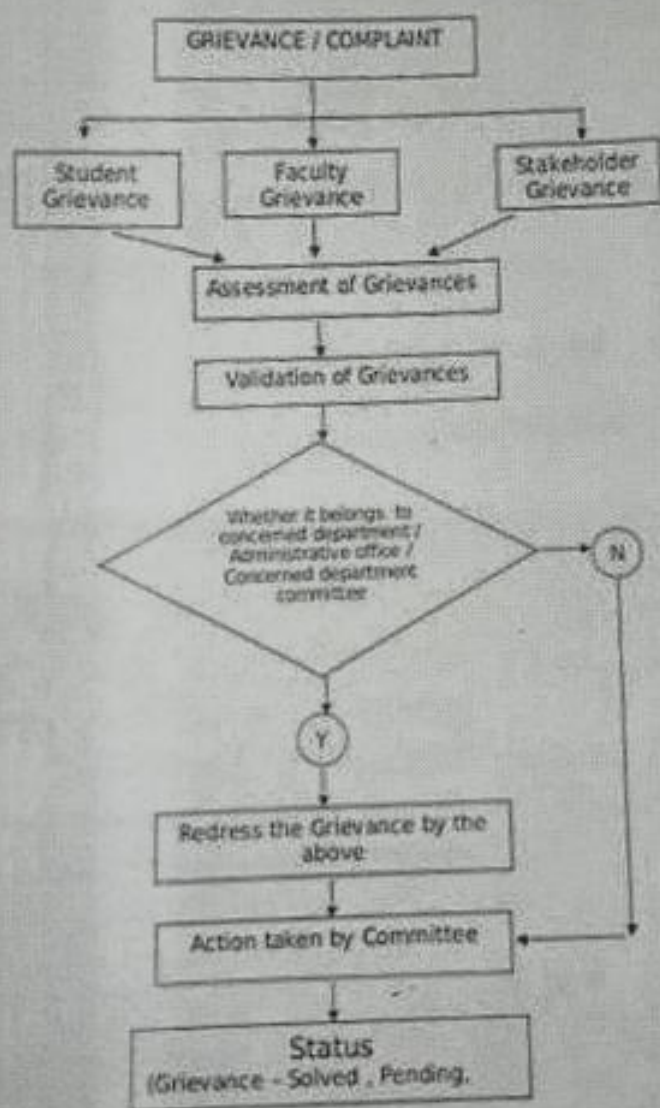 GRIEVANCE / COMPLAINT
Student
Grievance
Faculty
Grievance
Stakeholder
Grievance
Assessment of Grievances
Validation of Grievances
Whether it belongs to
concerned department /
Administrative office /
Concerned department
committee
N
Y
Redress the Grievance by the
above
Action taken by Committee
Status
(Grievance - Solved , Pending,